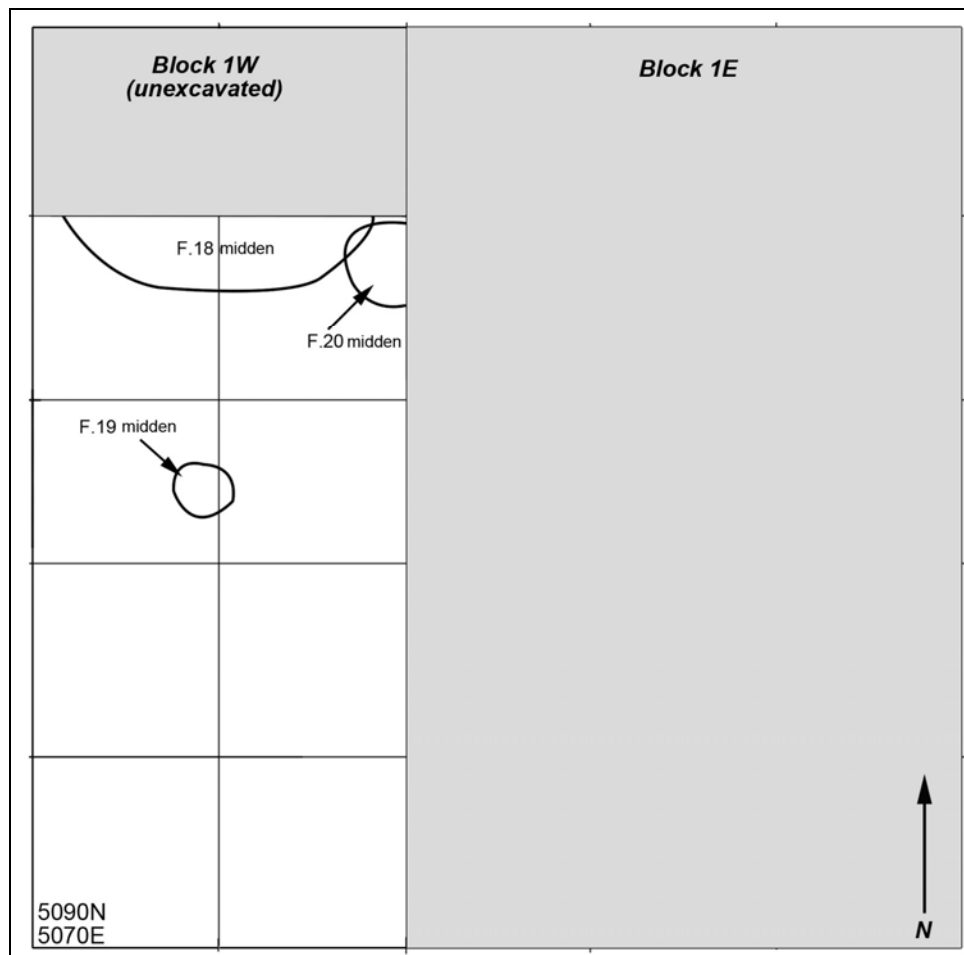 Block 1W
(unexcavated)
Block 1E
F.18 midden
F.20 midden
F.19 midden
5090N
5070E
N